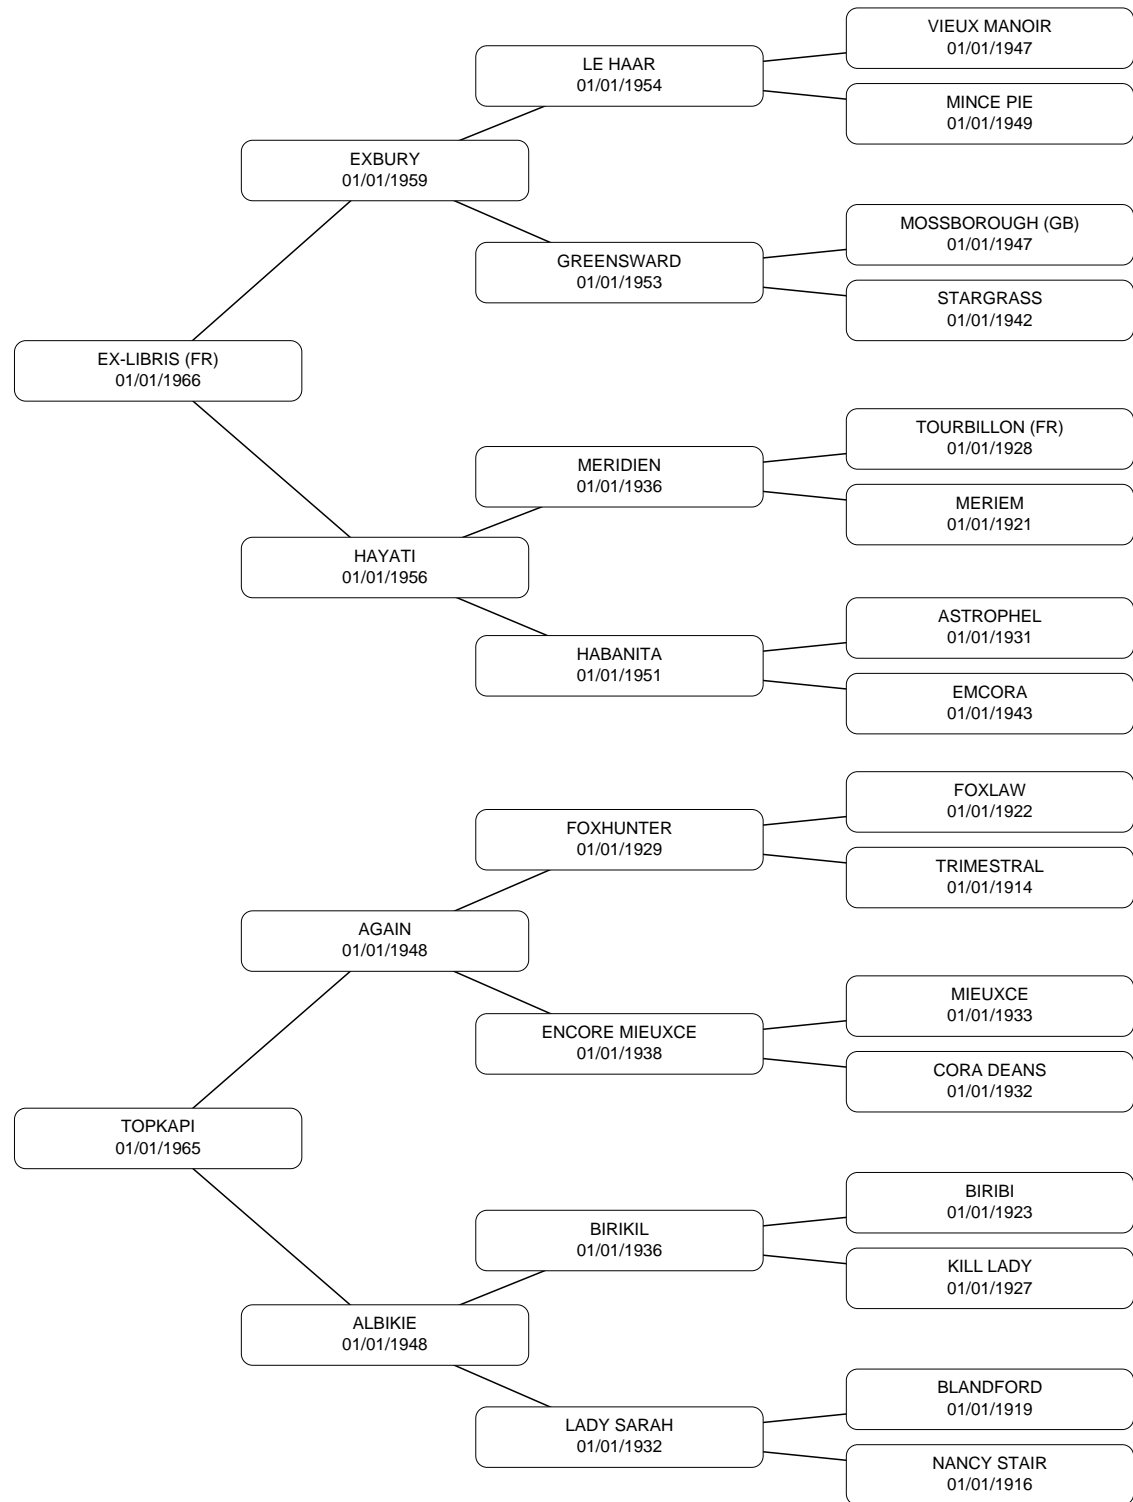 VIEUX MANOIR
01/01/1947
LE HAAR
01/01/1954
MINCE PIE
01/01/1949
EXBURY
01/01/1959
MOSSBOROUGH (GB)
01/01/1947
GREENSWARD
01/01/1953
STARGRASS
01/01/1942
EX-LIBRIS (FR)
01/01/1966
TOURBILLON (FR)
01/01/1928
MERIDIEN
01/01/1936
MERIEM
01/01/1921
HAYATI
01/01/1956
ASTROPHEL
01/01/1931
HABANITA
01/01/1951
EMCORA
01/01/1943
FOXLAW
01/01/1922
FOXHUNTER
01/01/1929
TRIMESTRAL
01/01/1914
AGAIN
01/01/1948
MIEUXCE
01/01/1933
ENCORE MIEUXCE
01/01/1938
CORA DEANS
01/01/1932
TOPKAPI
01/01/1965
BIRIBI
01/01/1923
BIRIKIL
01/01/1936
KILL LADY
01/01/1927
ALBIKIE
01/01/1948
BLANDFORD
01/01/1919
LADY SARAH
01/01/1932
NANCY STAIR
01/01/1916